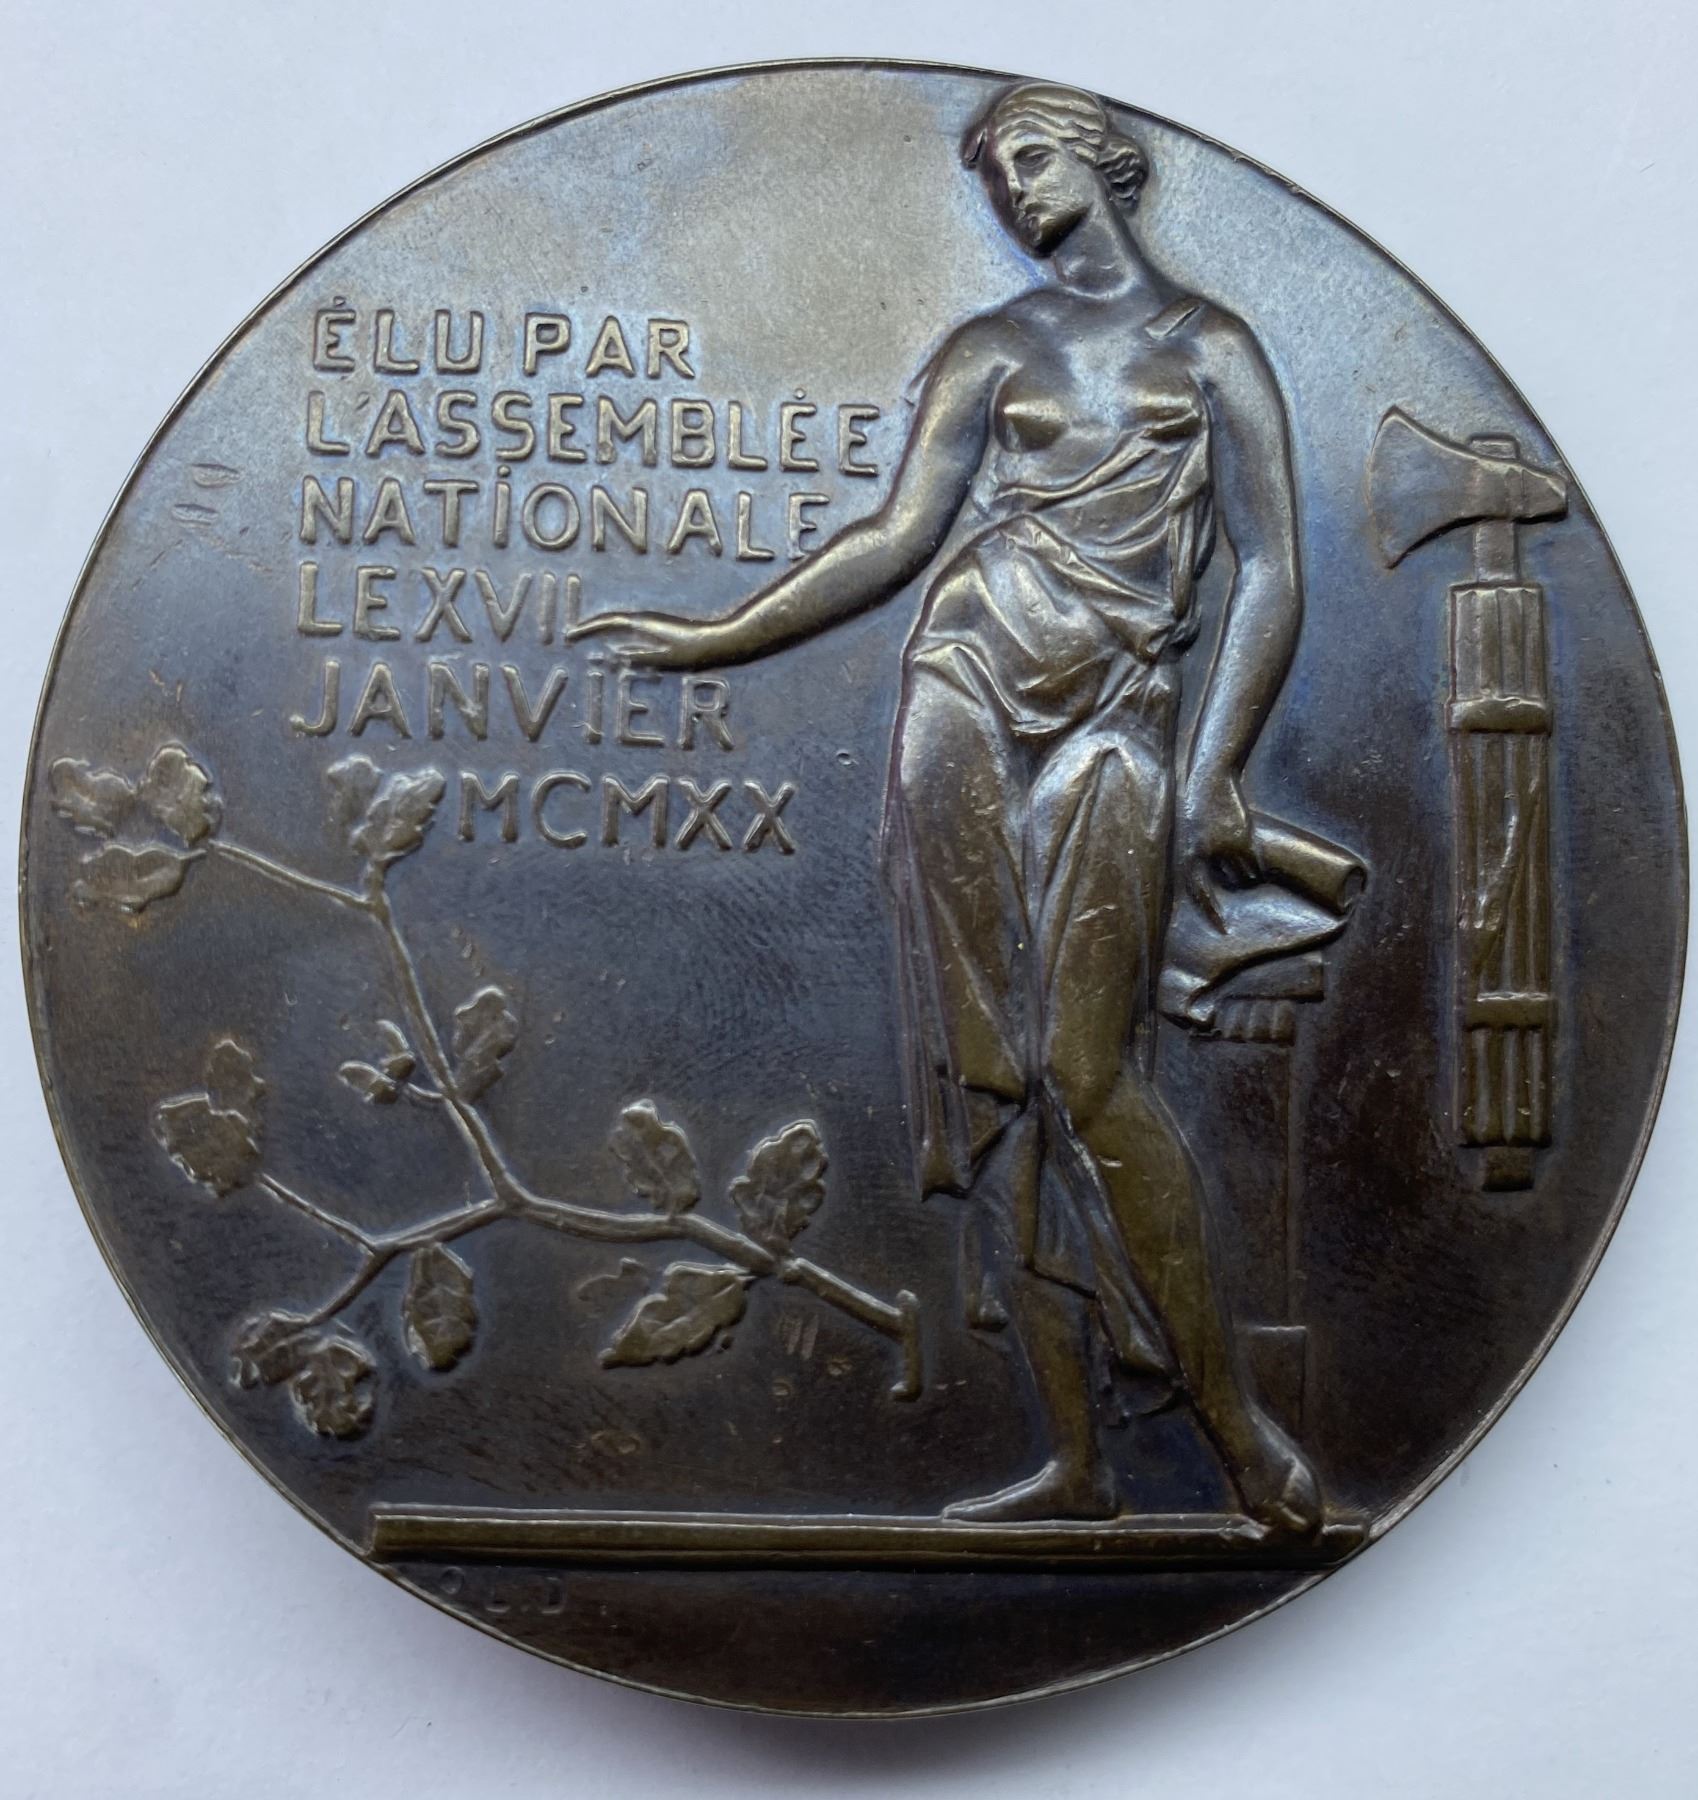 ÉLU PAR
L'ASSEMBLÉE
NATIONALE
LE XVII
JANVIER
MCMXX
O L.D